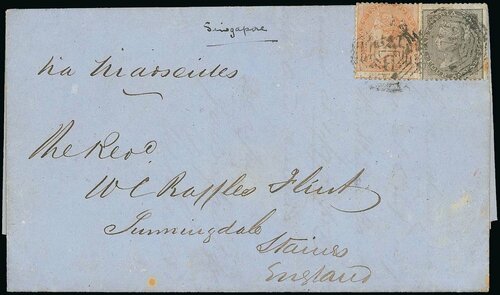 Singapore
via Marseilles
The Revd
W C Raffles Flint
Sunningdale
Staines
England